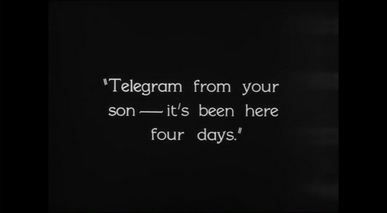 "Telegram from your
son — it's been here
four days."